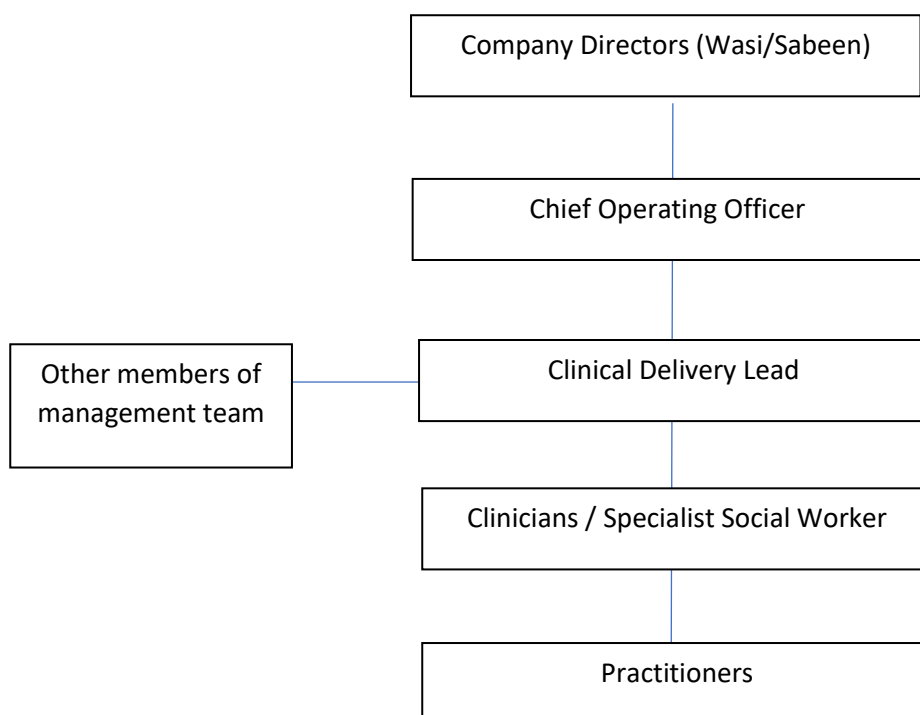 Company Directors (Wasi/Sabeen)
Chief Operating Officer
Clinical Delivery Lead
Other members of
management team
Clinicians / Specialist Social Worker
Practitioners